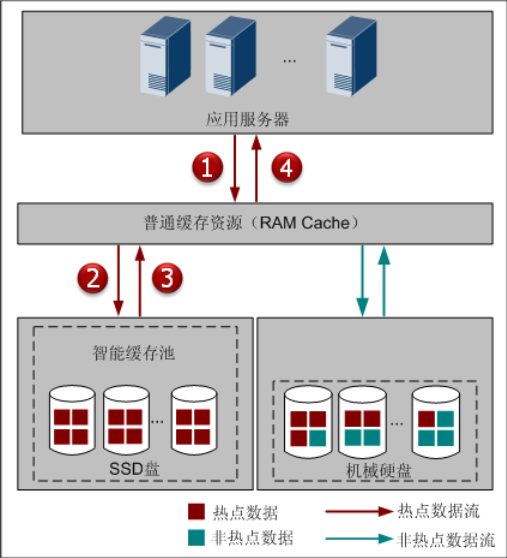 ...
应用服务器
1
4
普通缓存资源（RAM Cache）
2
3
智能缓存池
...
...
SSD盘
机械硬盘
热点数据
热点数据流
非热点数据
非热点数据流